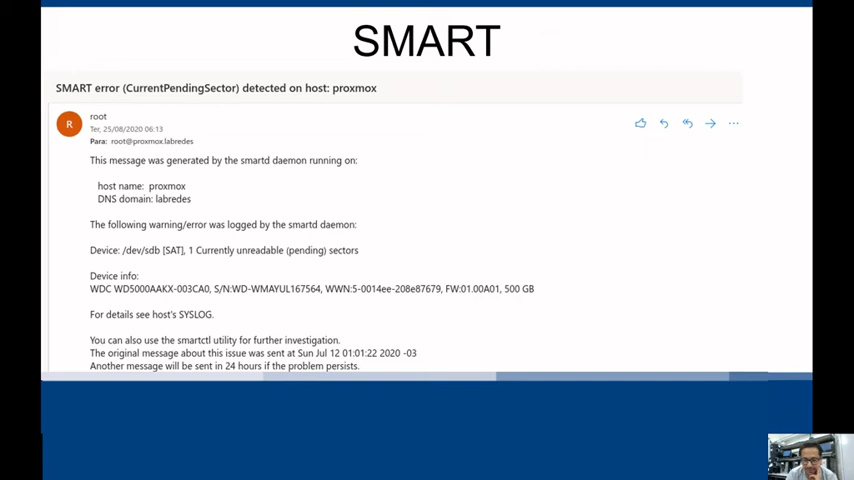 SMART
SMART error (CurrentPendingSector) detected on host: proxmox
R
root
Ter, 25/08/2020 06:13
Para: root@proxmox.labredes
This message was generated by the smartd daemon running on:
host name: proxmox
DNS domain: labredes
The following warning/error was logged by the smartd daemon:
Device: /dev/sdb [SAT], 1 Currently unreadable (pending) sectors
Device info:
WDC WD5000AAKX-003CA0, S/N:WD-WMAYUL167564, WWN:5-0014ee-208e87679, FW:01.00A01, 500 GB
For details see host's SYSLOG.
You can also use the smartctl utility for further investigation.
The original message about this issue was sent at Sun Jul 12 01:01:22 2020 -03
Another message will be sent in 24 hours if the problem persists.